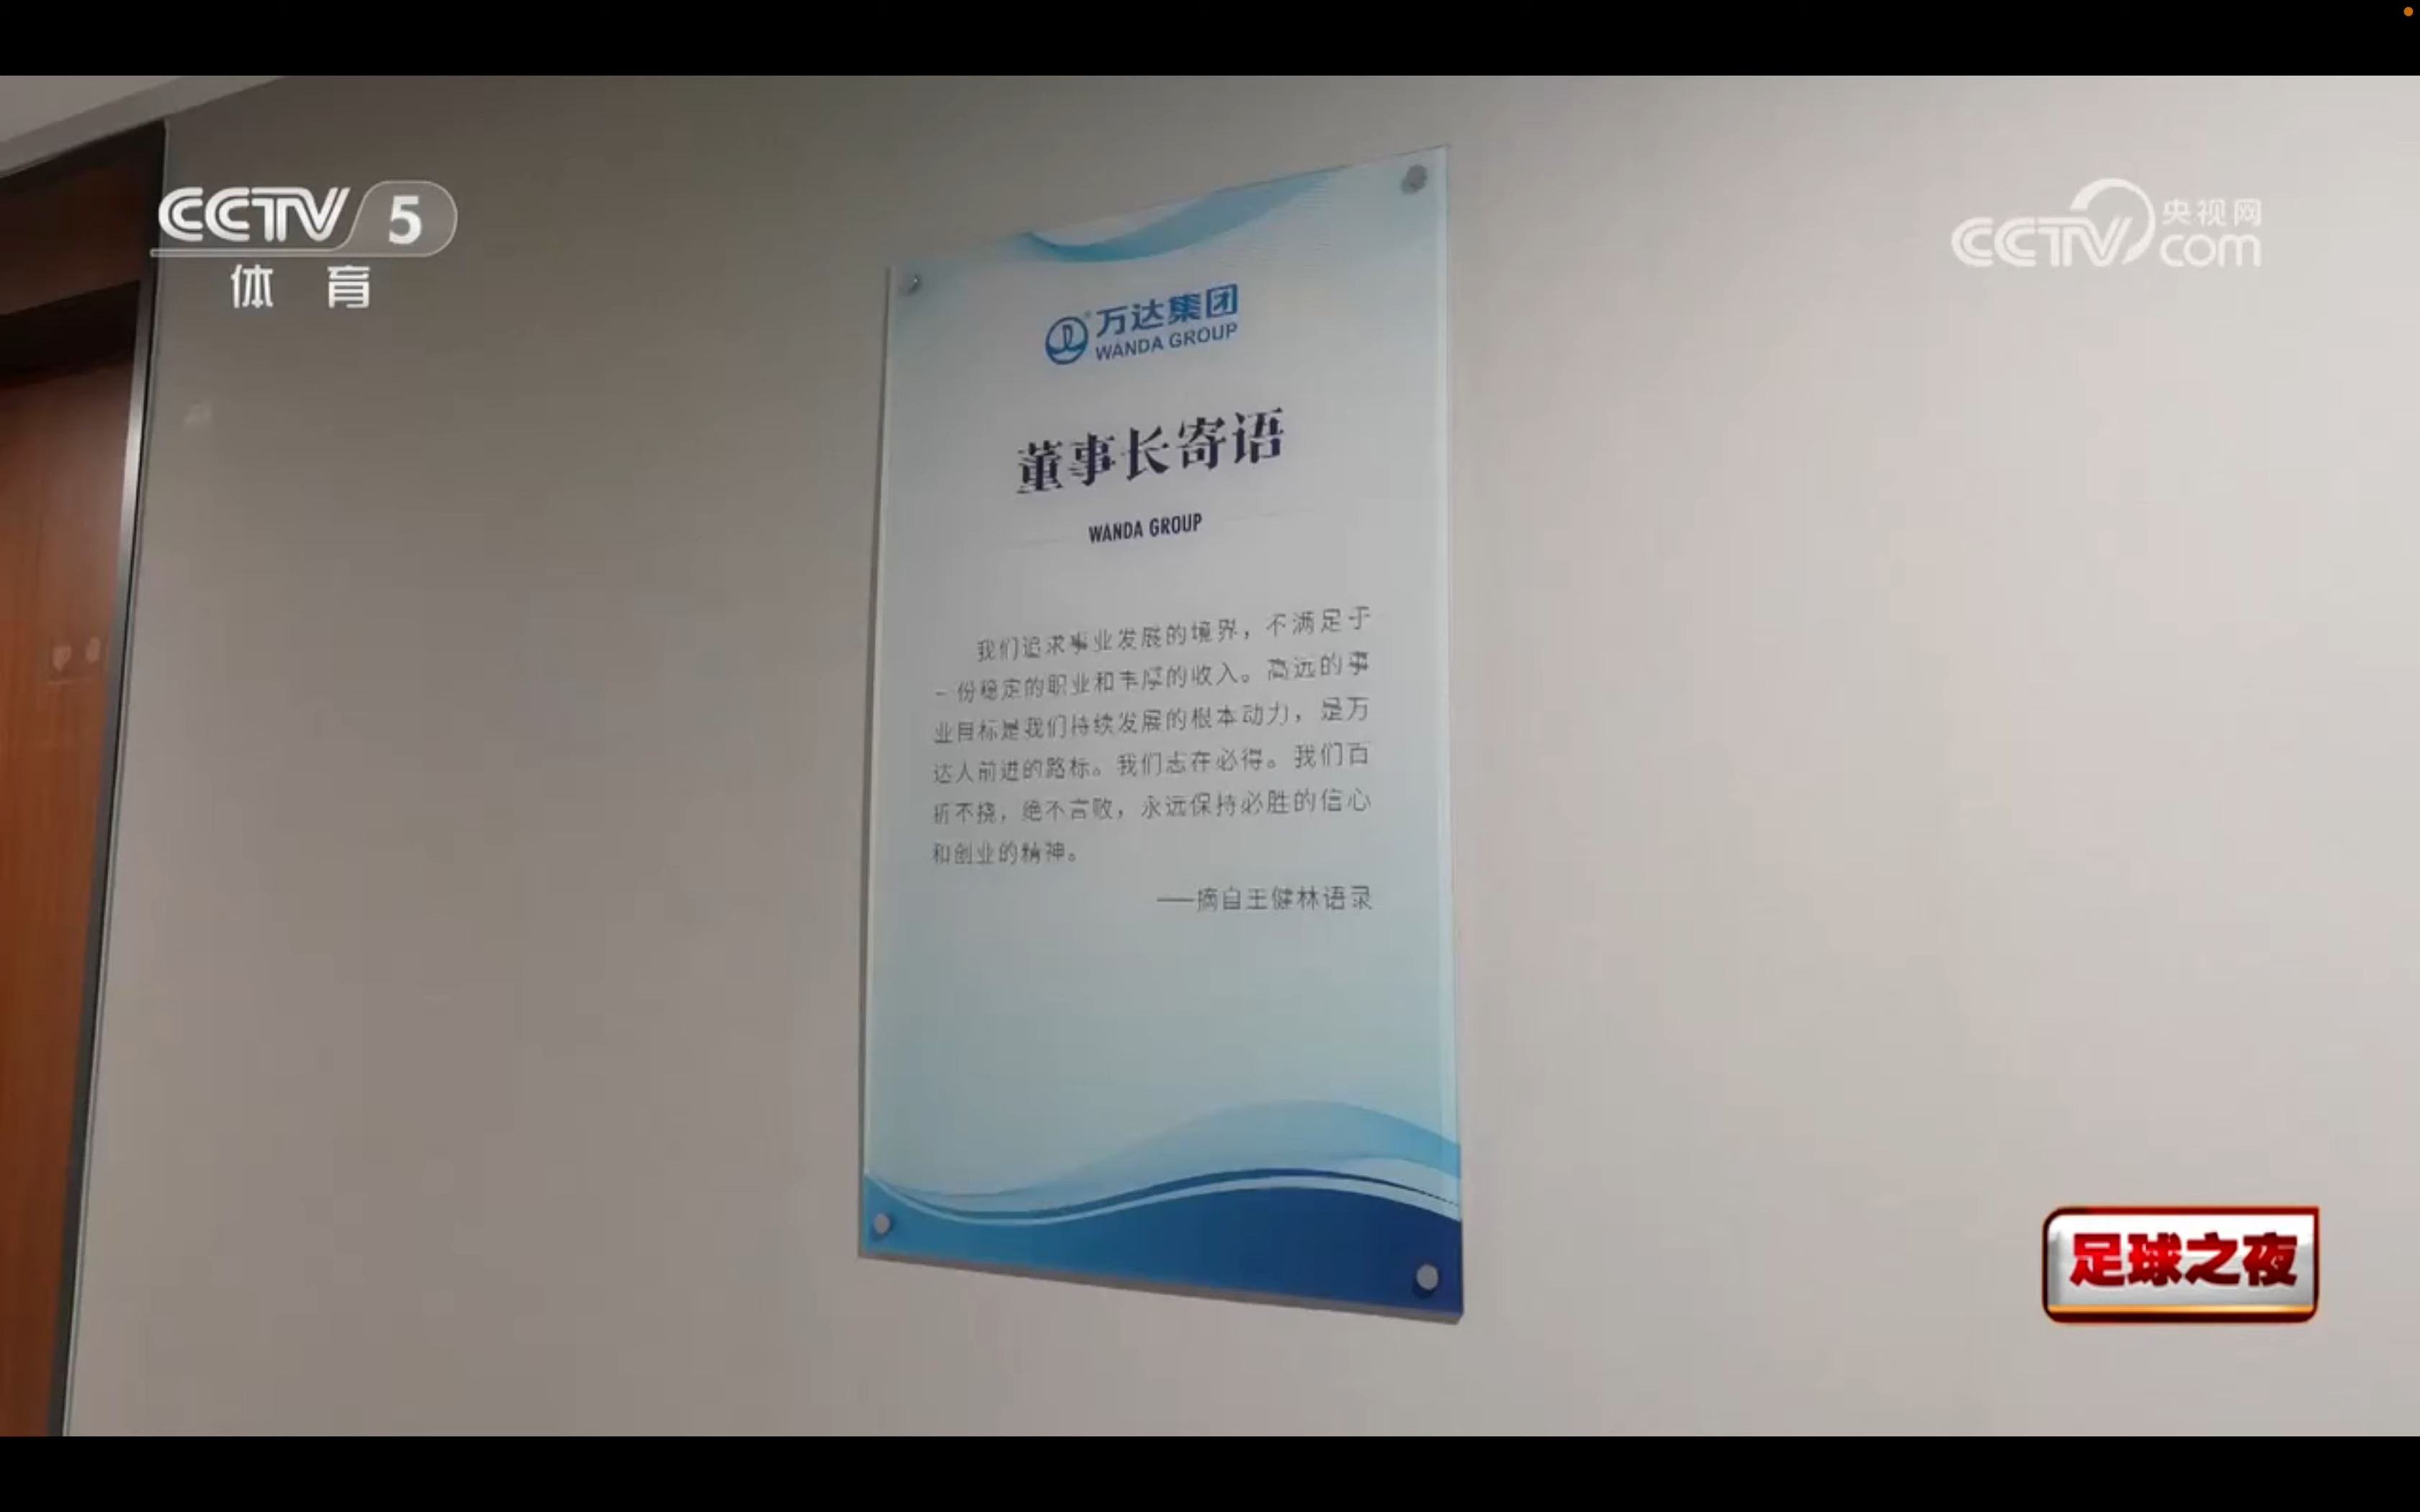 CCTV 5
体 育
央视网
CCTV com
万达集团
WANDA GROUP
董事长寄语
WANDA GROUP
我们追求事业发展的境界，不满足于
一份稳定的职业和丰厚的收入。高远的事
业目标是我们持续发展的根本动力，是万
达人前进的路标。我们志在必得。我们百
折不挠，绝不言败，永远保持必胜的信心
和创业的精神。
——摘自王健林语录
足球之夜